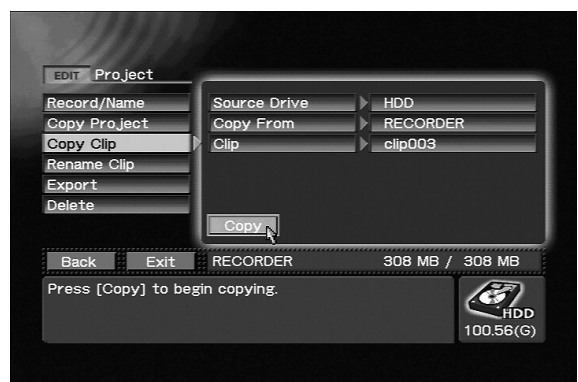 EDIT Project
Record/Name
Source Drive HDD
Copy Project
Copy From RECORDER
Copy Clip
Clip clip003
Rename Clip
Export
Delete
Copy
Back Exit RECORDER 308 MB / 308 MB
Press [Copy] to begin copying.
HDD
100.56(G)